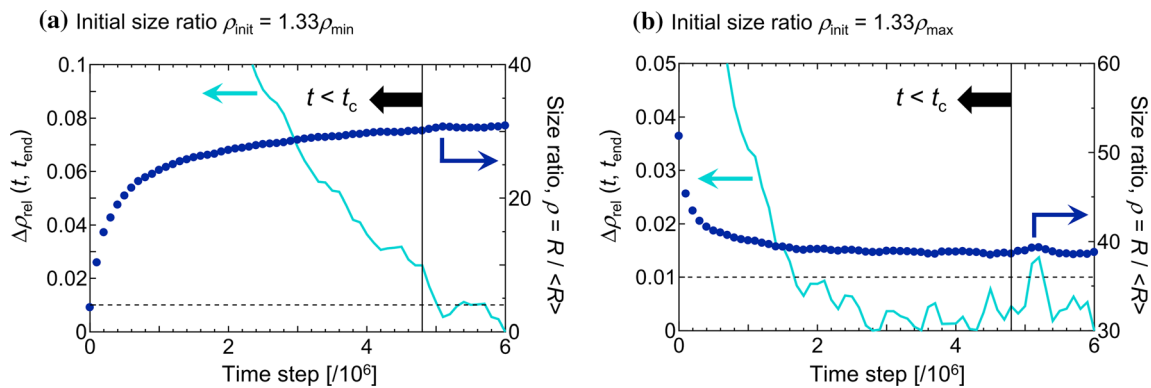 (a) Initial size ratio ρinit = 1.33ρmin
0.1
0.08
0.06
0.04
0.02
0
Δρrel (t, tend)
t < tc
40
20
0
Size ratio, ρ = R / <R>
0
2
4
6
Time step [/10⁶]
(b) Initial size ratio ρinit = 1.33ρmax
0.05
0.04
0.03
0.02
0.01
0
Δρrel (t, tend)
t < tc
60
50
40
30
Size ratio, ρ = R / <R>
0
2
4
6
Time step [/10⁶]